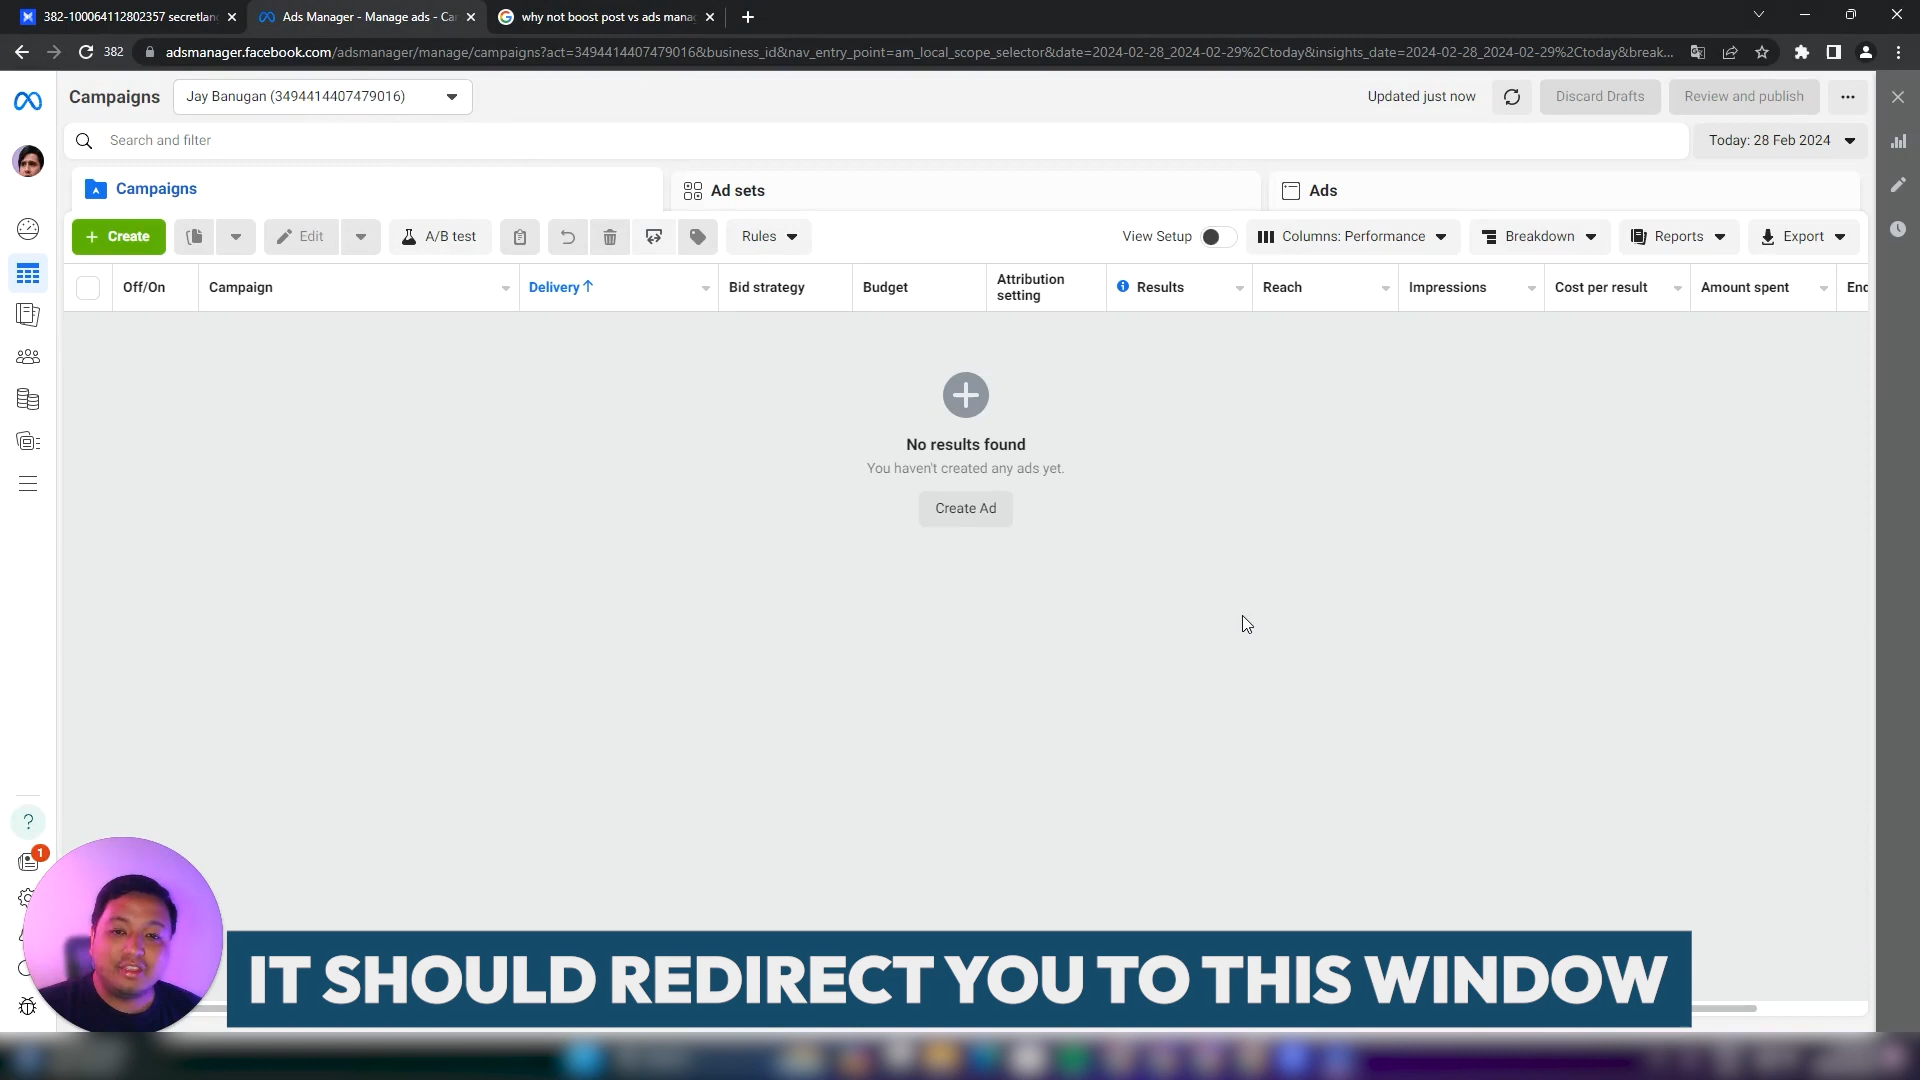 382-100064112802357 secretlan
Ads Manager - Manage ads - Ca
why not boost post vs ads mana
382
adsmanager.facebook.com/adsmanager/manage/campaigns?act=3494414407479016&business_id&nav_entry_point=am_local_scope_selector&date=2024-02-28_2024-02-29%2Ctoday&insights_date=2024-02-28_2024-02-29%2Ctoday&break...
Campaigns
Jay Banugan (3494414407479016)
Updated just now
Discard Drafts
Review and publish
Search and filter
Today: 28 Feb 2024
Campaigns
Ad sets
Ads
+ Create
Edit
A/B test
Rules
View Setup
Columns: Performance
Breakdown
Reports
Export
Off/On
Campaign
Delivery ↑
Bid strategy
Budget
Attribution
setting
Results
Reach
Impressions
Cost per result
Amount spent
End
No results found
You haven't created any ads yet.
Create Ad
?
1
IT SHOULD REDIRECT YOU TO THIS WINDOW